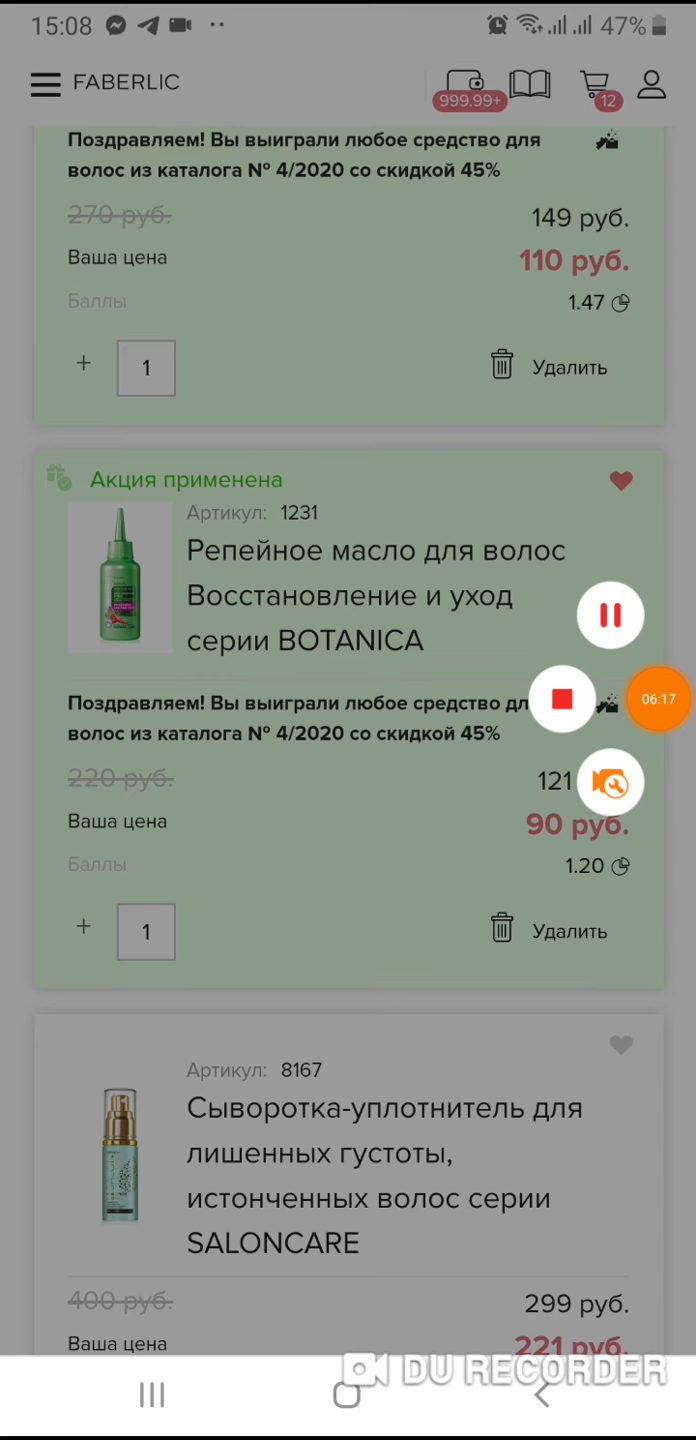 15:08
47%
FABERLIC
999.99+
12
Поздравляем! Вы выиграли любое средство для
волос из каталога № 4/2020 со скидкой 45%
270 руб.
149 руб.
Ваша цена
110 руб.
Баллы
1.47
+
1
Удалить
Акция применена
Артикул: 1231
Репейное масло для волос
Восстановление и уход
серии BOTANICA
06:17
Поздравляем! Вы выиграли любое средство дл
волос из каталога № 4/2020 со скидкой 45%
220 руб.
121
Ваша цена
90 руб.
Баллы
1.20
+
1
Удалить
Артикул: 8167
Сыворотка-уплотнитель для
лишенных густоты,
истонченных волос серии
SALONCARE
400 руб.
299 руб.
Ваша цена
221 руб.
DU RECORDER